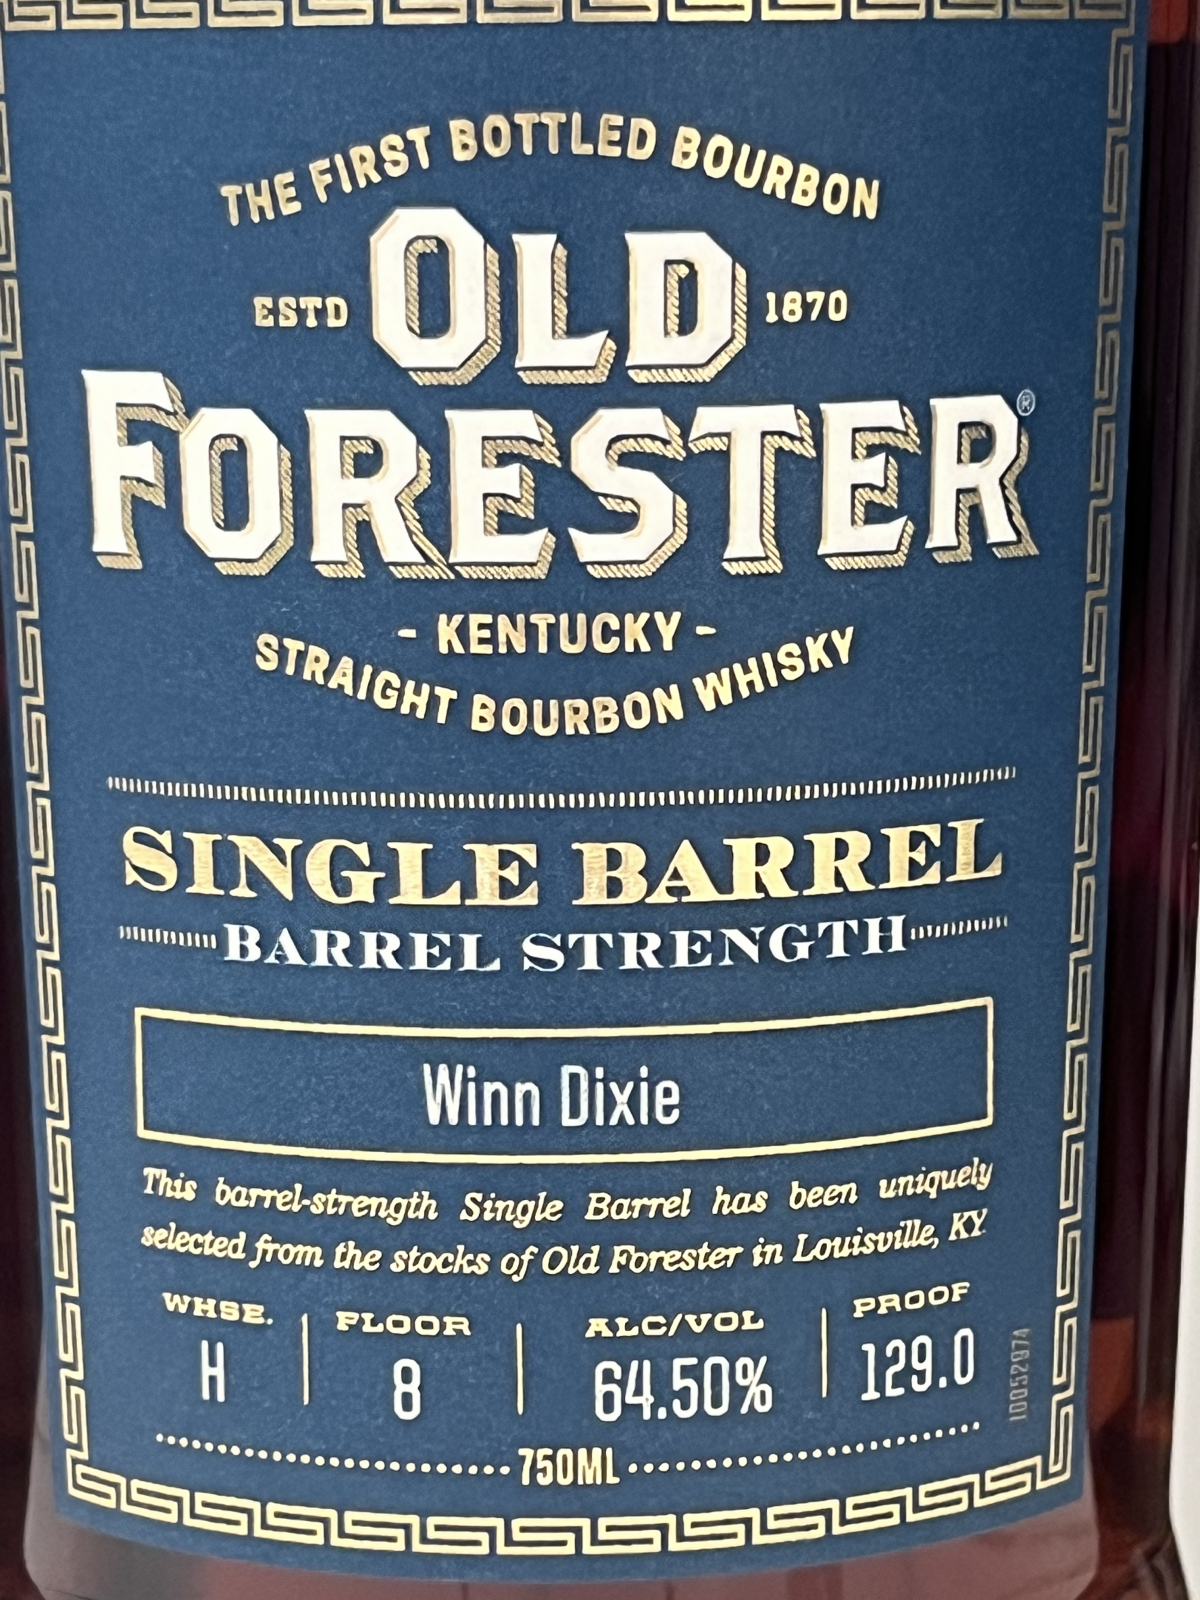 THE FIRST BOTTLED BOURBON
ESTD OLD 1870
FORESTER®
- KENTUCKY -
STRAIGHT BOURBON WHISKY
SINGLE BARREL
BARREL STRENGTH
Winn Dixie
This barrel-strength Single Barrel has been uniquely
selected from the stocks of Old Forester in Louisville, KY.
WHSE. FLOOR ALC/VOL PROOF
H 8 64.50% 129.0
10052974
750ML